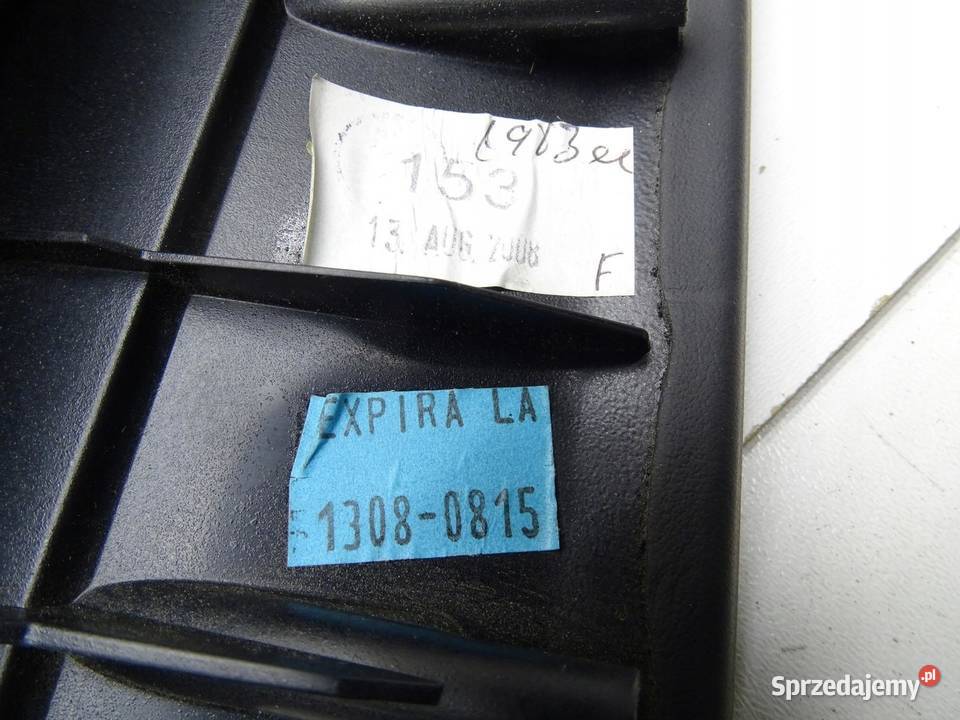 153
13. AUG. 2008
F
EXPIRA LA
1308-0815
Sprzedajemy.pl